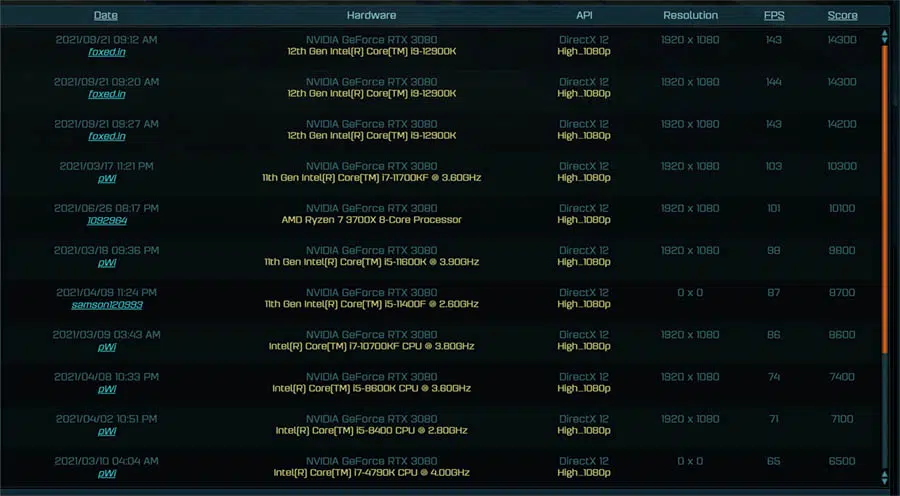 Date Hardware API Resolution FPS Score
2021/09/21 09:12 AM NVIDIA GeForce RTX 3080 DirectX 12 1920 x 1080 143 14300
foxed.in 12th Gen Intel(R) Core(TM) i9-12900K High_1080p
2021/09/21 09:20 AM NVIDIA GeForce RTX 3080 DirectX 12 1920 x 1080 144 14300
foxed.in 12th Gen Intel(R) Core(TM) i9-12900K High_1080p
2021/09/21 09:27 AM NVIDIA GeForce RTX 3080 DirectX 12 1920 x 1080 143 14200
foxed.in 12th Gen Intel(R) Core(TM) i9-12900K High_1080p
2021/03/17 11:21 PM NVIDIA GeForce RTX 3080 DirectX 12 1920 x 1080 103 10300
pWi 11th Gen Intel(R) Core(TM) i7-11700KF @ 3.60GHz High_1080p
2021/06/26 08:17 PM NVIDIA GeForce RTX 3080 DirectX 12 1920 x 1080 101 10100
1092964 AMD Ryzen 7 3700X 8-Core Processor High_1080p
2021/03/18 09:36 PM NVIDIA GeForce RTX 3080 DirectX 12 1920 x 1080 98 9800
pWi 11th Gen Intel(R) Core(TM) i5-11600K @ 3.90GHz High_1080p
2021/04/09 11:24 PM NVIDIA GeForce RTX 3080 DirectX 12 0 x 0 87 8700
samson120993 11th Gen Intel(R) Core(TM) i5-11400F @ 2.60GHz High_1080p
2021/03/09 03:43 AM NVIDIA GeForce RTX 3080 DirectX 12 1920 x 1080 86 8600
pWi Intel(R) Core(TM) i7-10700KF CPU @ 3.80GHz High_1080p
2021/04/08 10:33 PM NVIDIA GeForce RTX 3080 DirectX 12 1920 x 1080 74 7400
pWi Intel(R) Core(TM) i5-8600K CPU @ 3.60GHz High_1080p
2021/04/02 10:51 PM NVIDIA GeForce RTX 3080 DirectX 12 1920 x 1080 71 7100
pWi Intel(R) Core(TM) i5-8400 CPU @ 2.80GHz High_1080p
2021/03/10 04:04 AM NVIDIA GeForce RTX 3080 DirectX 12 0 x 0 65 6500
pWi Intel(R) Core(TM) i7-4790K CPU @ 4.00GHz High_1080p